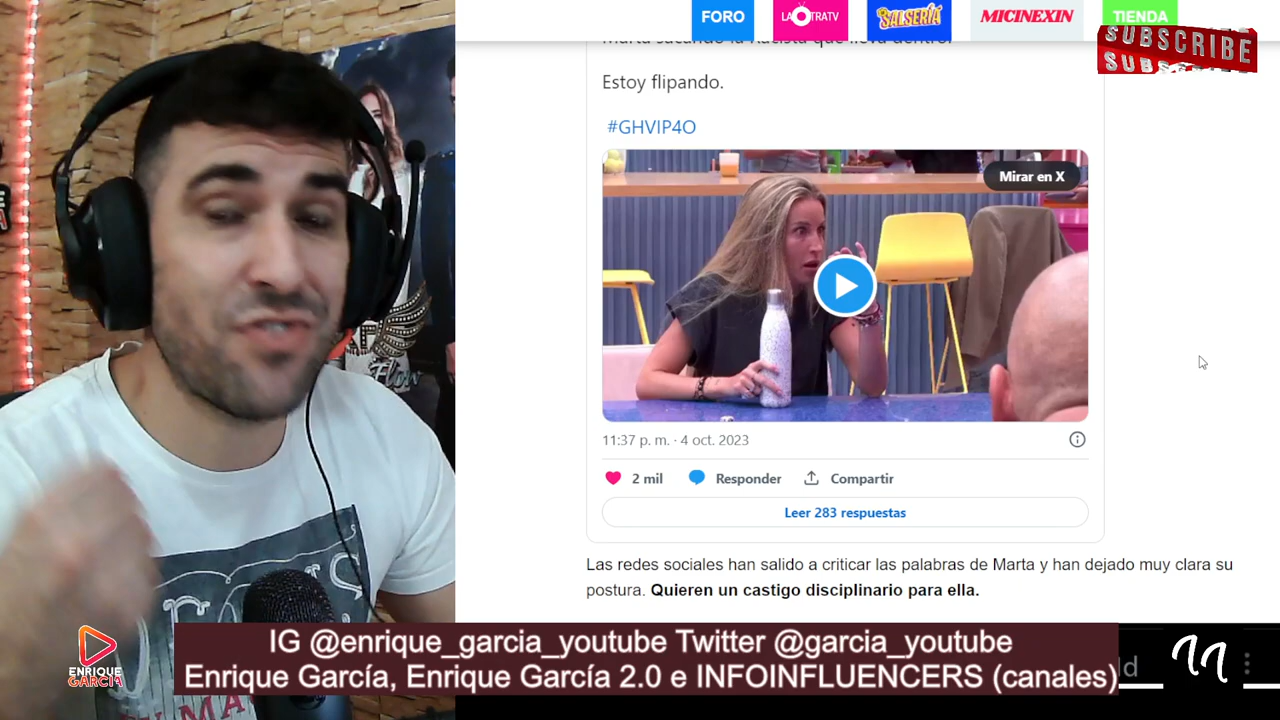 FORO
LA OTRATV
SALSERÍA
MICINEXIN
TIENDA
SUBSCRIBE
Estoy flipando.
#GHVIP4O
Mirar en X
11:37 p. m. · 4 oct. 2023
2 mil
Responder
Compartir
Leer 283 respuestas
Las redes sociales han salido a criticar las palabras de Marta y han dejado muy clara su
postura. Quieren un castigo disciplinario para ella.
IG @enrique_garcia_youtube Twitter @garcia_youtube
Enrique García, Enrique García 2.0 e INFOINFLUENCERS (canales)
ENRIQUE
GARCÍA